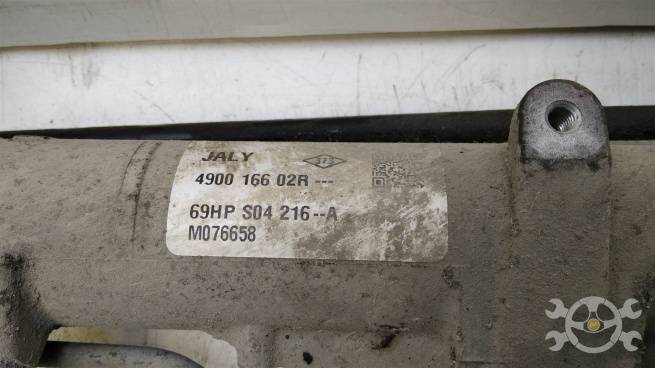 JALY
4900 166 02R ---
69HP S04 216--A
M076658